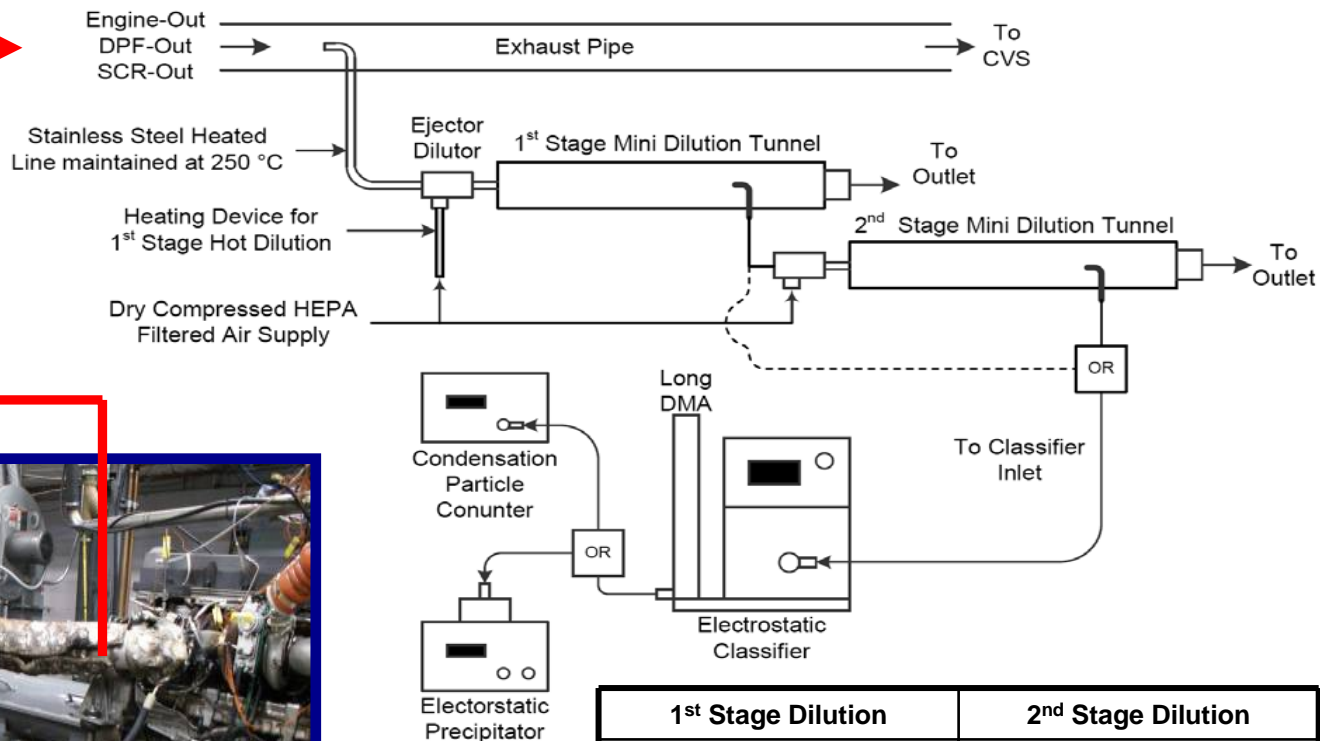 Engine-Out
DPF-Out
SCR-Out
Exhaust Pipe
To
CVS
Stainless Steel Heated
Line maintained at 250 °C
Ejector
Dilutor
1st Stage Mini Dilution Tunnel
To
Outlet
Heating Device for
1st Stage Hot Dilution
2nd Stage Mini Dilution Tunnel
To
Outlet
Dry Compressed HEPA
Filtered Air Supply
OR
Long
DMA
To Classifier
Inlet
Condensation
Particle
Conunter
OR
Electrostatic
Classifier
Electorstatic
Precipitator
1st Stage Dilution
2nd Stage Dilution